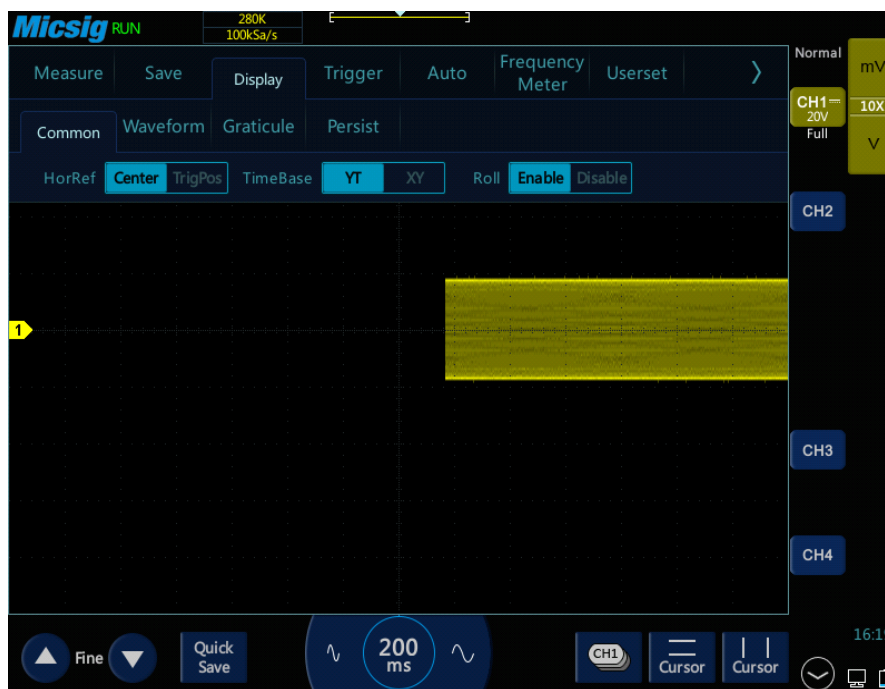 Micsig RUN
280K
100kSa/s
Measure Save Display Trigger Auto Frequency Meter Userset
Normal
mV
CH1
20V
Full
10X
V
Common Waveform Graticule Persist
HorRef Center TrigPos TimeBase YT XY Roll Enable Disable
CH2
1
CH3
CH4
Fine
Quick
Save
200
ms
CH1
Cursor
Cursor